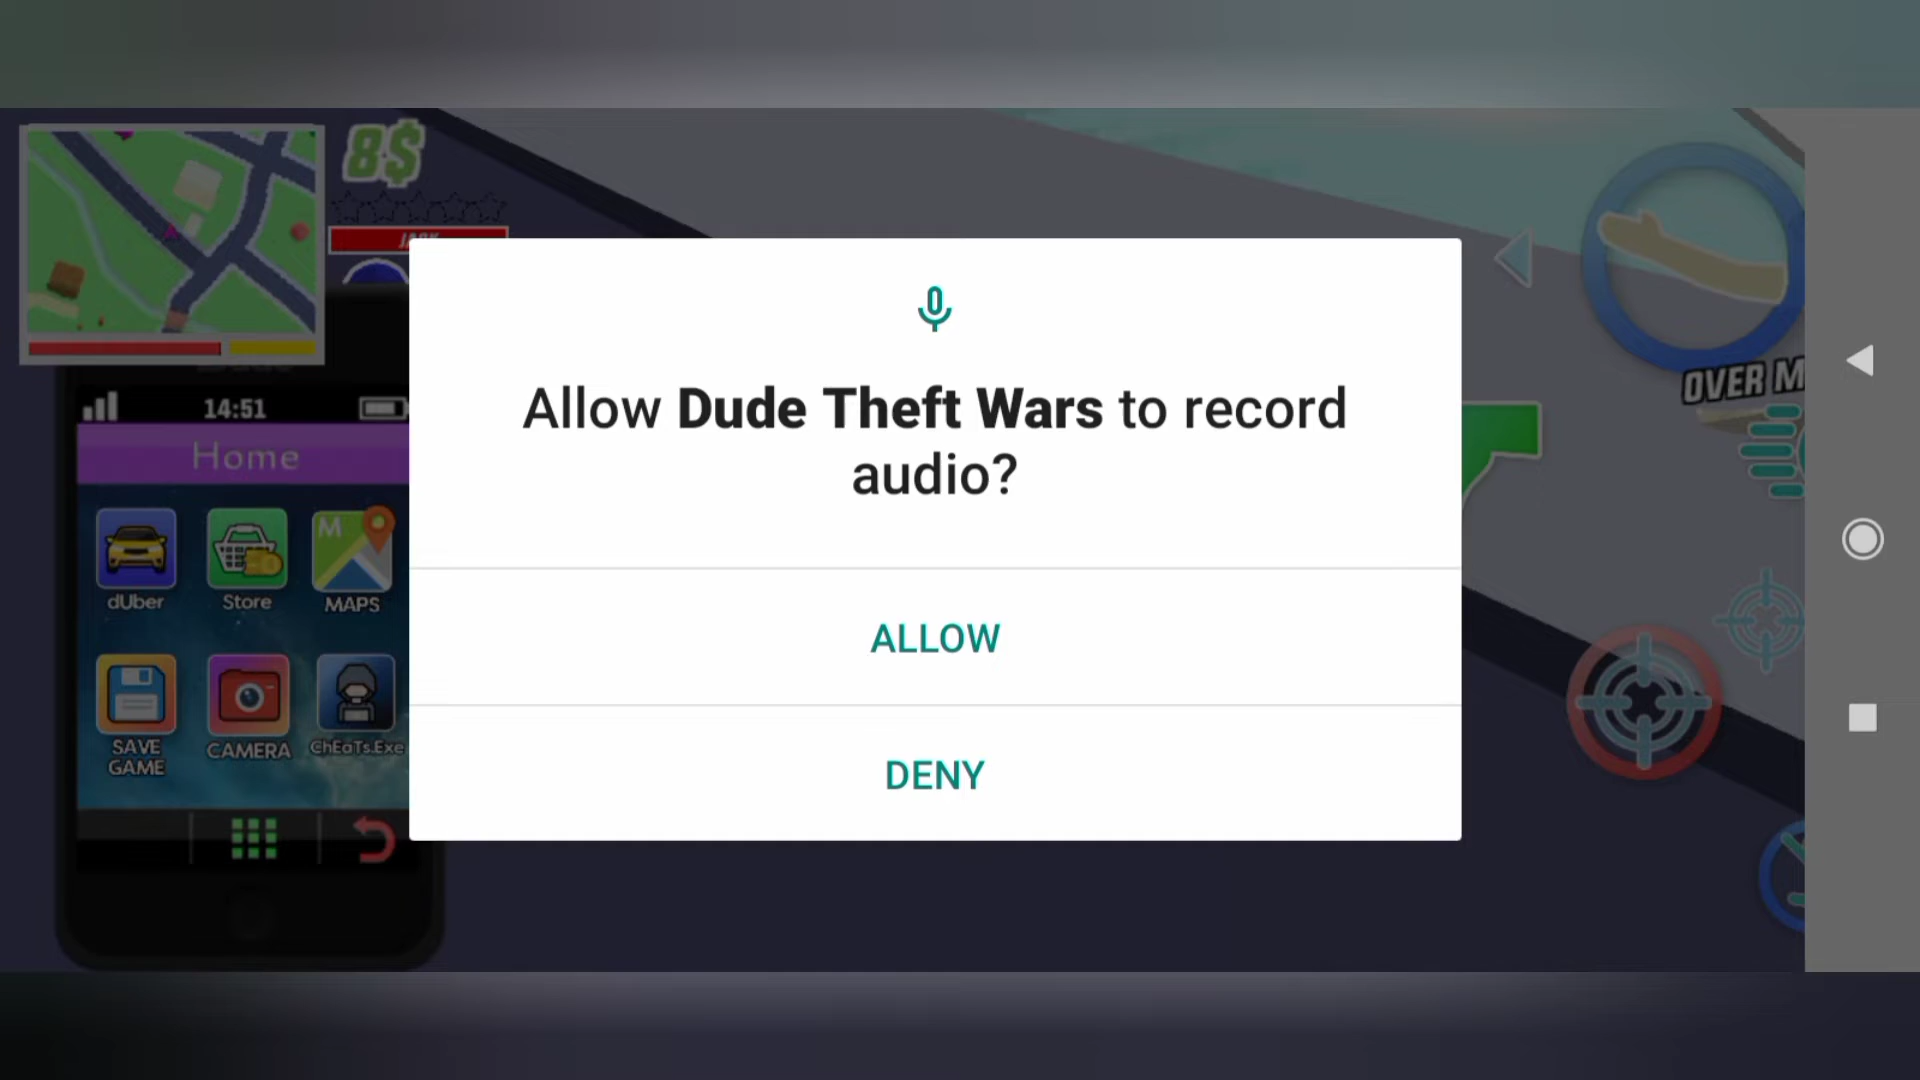 8$
JACK
Allow Dude Theft Wars to record
audio?
ALLOW
DENY
14:51
Home
dUber
Store
M
MAPS
SAVE
GAME
CAMERA
ChEaTs.Exe
OVER M